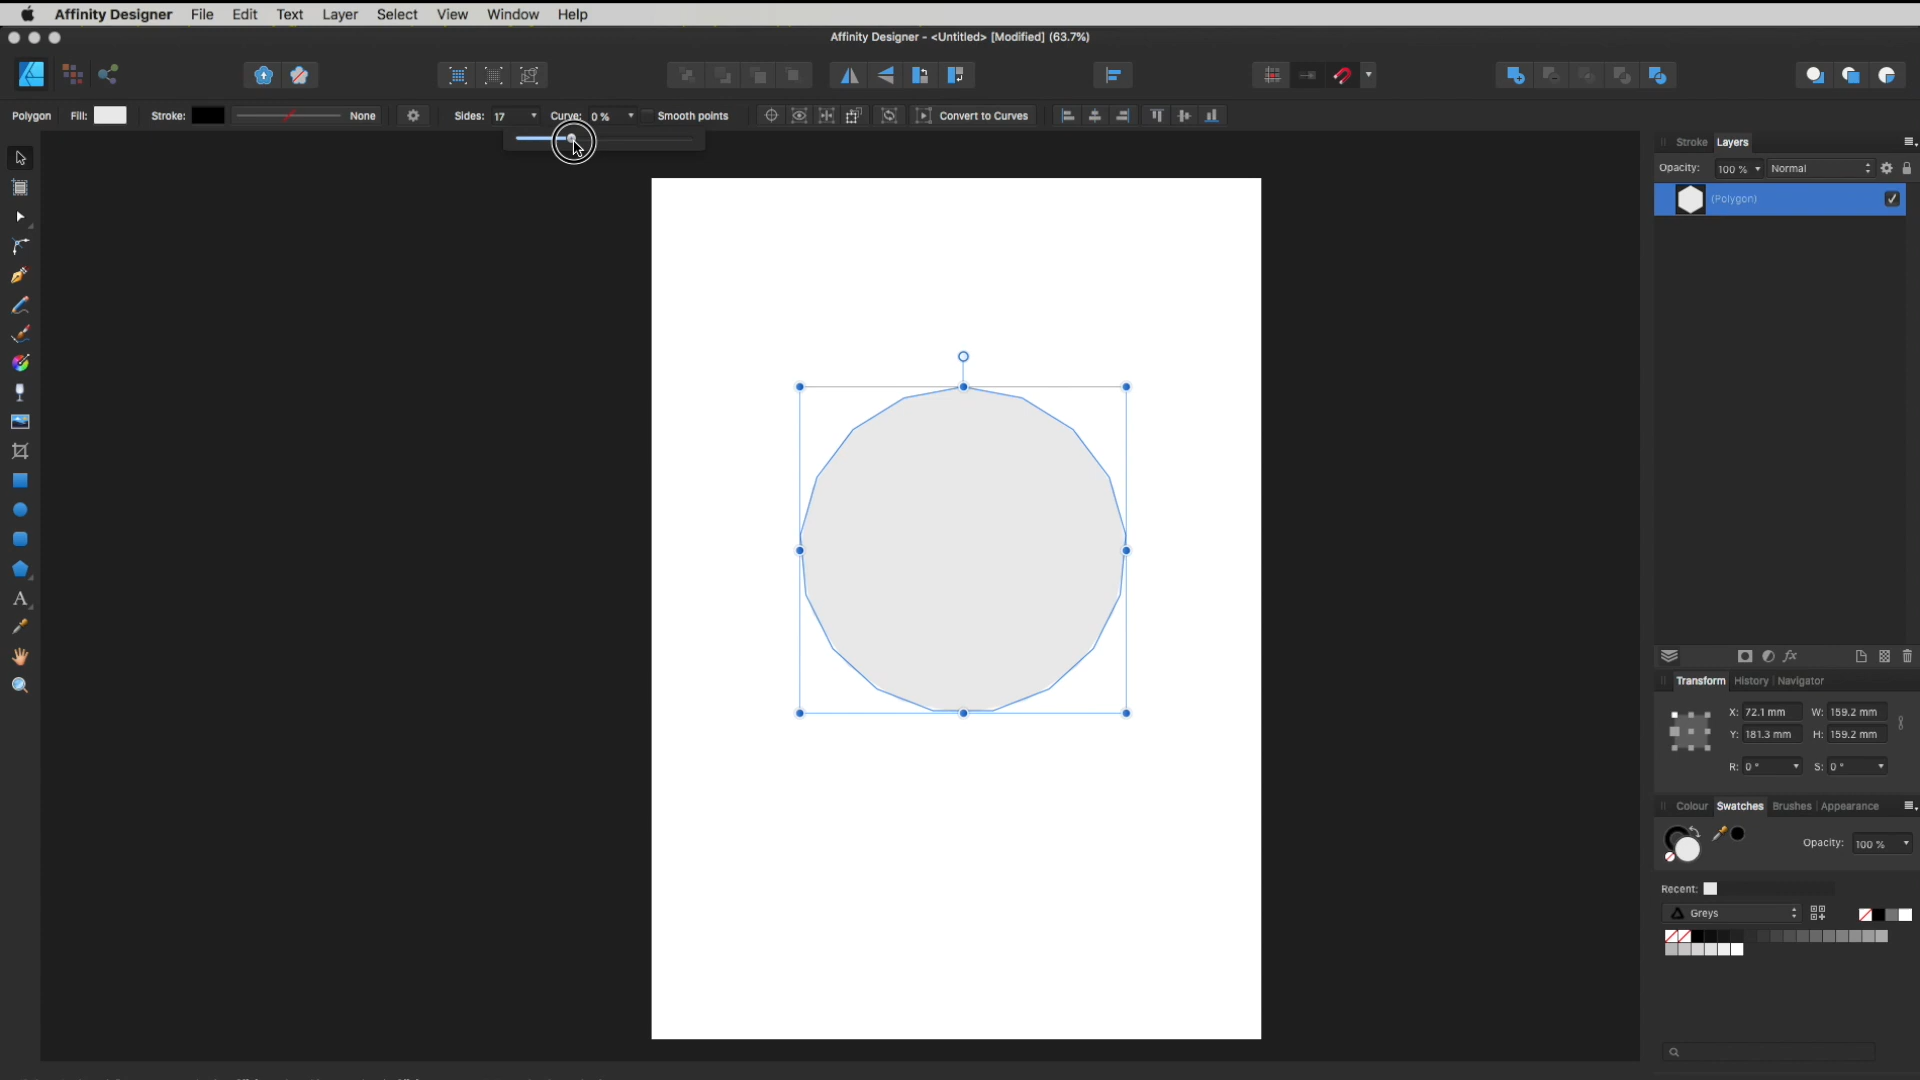 Affinity Designer File Edit Text Layer Select View Window Help
Affinity Designer - <Untitled> [Modified] (63.7%)
Polygon Fill: Stroke: None Sides: 17 Curve: 0 % Smooth points Convert to Curves
Stroke Layers
Opacity: 100 % Normal
(Polygon)
Transform History Navigator
X: 72.1 mm W: 159.2 mm
Y: 181.3 mm H: 159.2 mm
R: 0 ° S: 0 °
Colour Swatches Brushes Appearance
Opacity: 100 %
Recent:
Greys